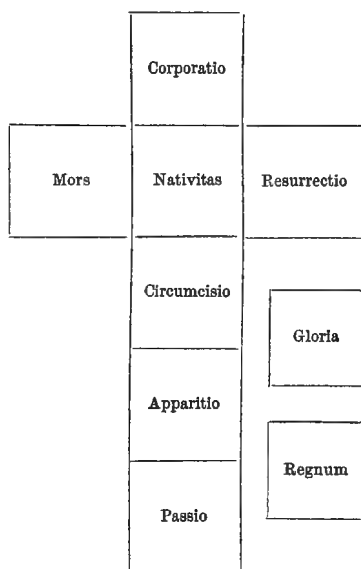 Corporatio
Mors Nativitas Resurrectio
Circumcisio
Gloria
Apparitio
Regnum
Passio